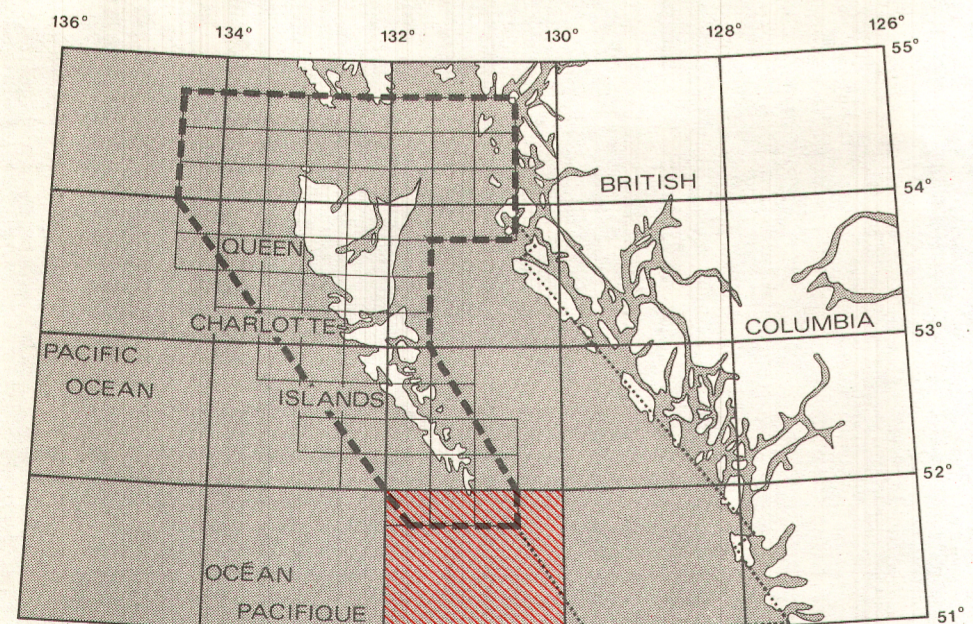 136°
134°
132°
130°
128°
126°
55°
BRITISH
54°
QUEEN
CHARLOTTE
COLUMBIA
53°
PACIFIC
OCEAN
ISLANDS
52°
OCÉAN
PACIFIQUE
51°